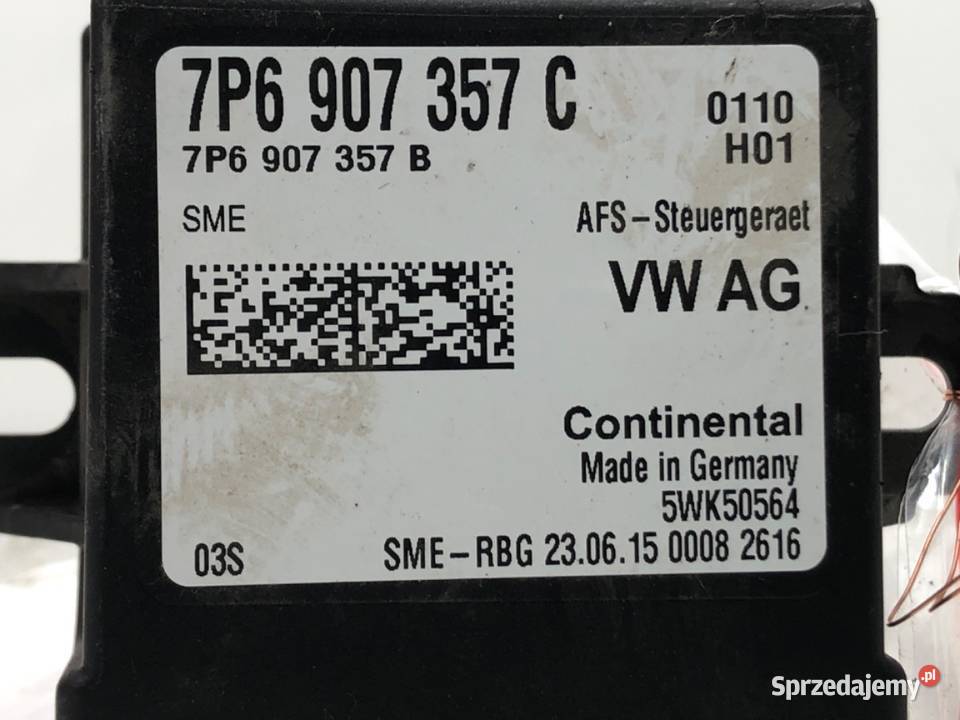 7P6 907 357 C
0110
7P6 907 357 B
H01
SME
AFS-Steuergeraet
VW AG
Continental
Made in Germany
5WK50564
03S
SME-RBG 23.06.15 0008 2616
Sprzedajemy.pl